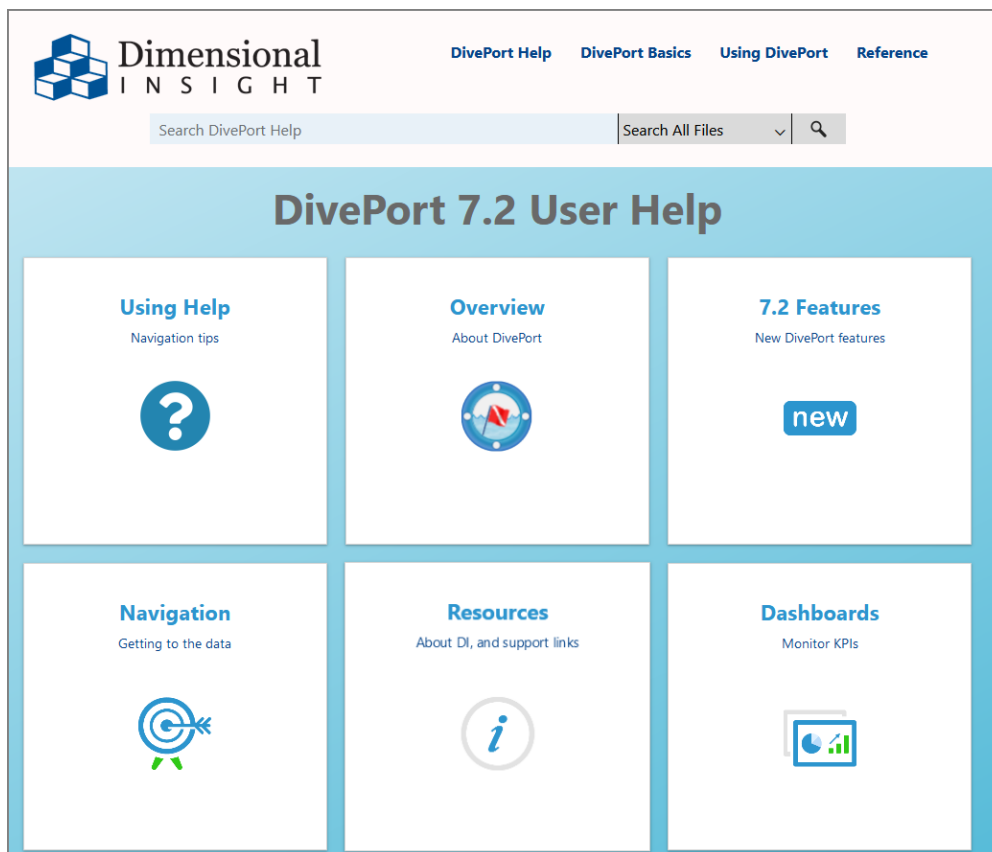 Dimensional
INSIGHT
DivePort Help DivePort Basics Using DivePort Reference
Search DivePort Help Search All Files
DivePort 7.2 User Help
Using Help
Navigation tips
?
Overview
About DivePort
7.2 Features
New DivePort features
new
Navigation
Getting to the data
Resources
About DI, and support links
i
Dashboards
Monitor KPIs